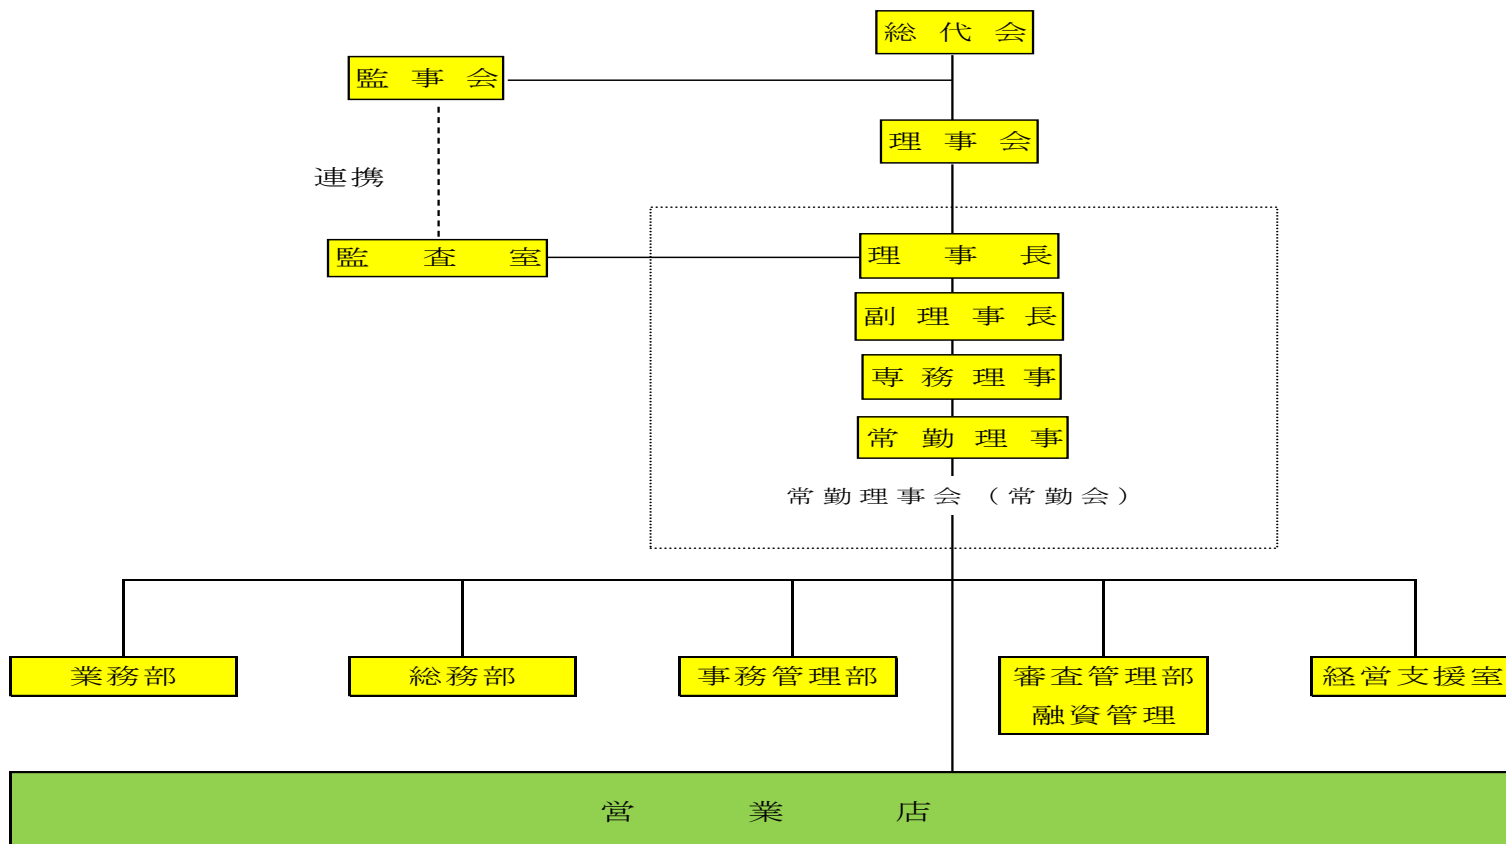 総代会
監事会
理事会
連携
監査室
理事長
副理事長
専務理事
常勤理事
常勤理事会（常勤会）
業務部
総務部
事務管理部
審査管理部
融資管理
経営支援室
営業店